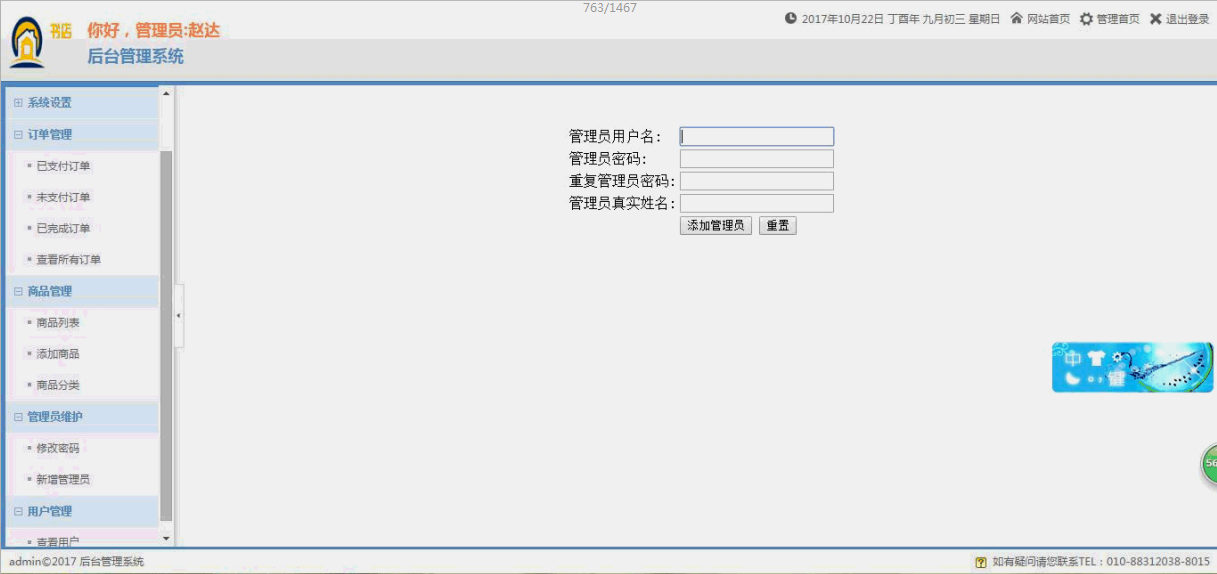 763/1467
书店
你好，管理员:赵达
后台管理系统
2017年10月22日 丁酉年 九月初三 星期日 网站首页 管理首页 退出登录
系统设置
订单管理
已支付订单
未支付订单
已完成订单
查看所有订单
商品管理
商品列表
添加商品
商品分类
管理员维护
修改密码
新增管理员
用户管理
查看用户
管理员用户名：
管理员密码：
重复管理员密码：
管理员真实姓名：
添加管理员 重置
中
56
admin©2017 后台管理系统
如有疑问请您联系TEL：010-88312038-8015